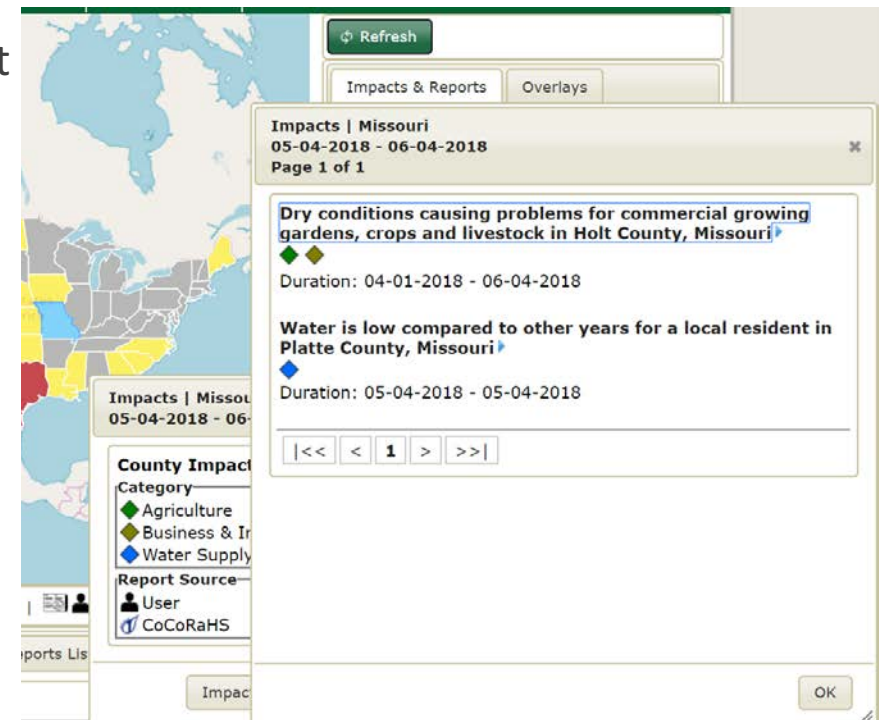 t
Refresh
Impacts & Reports
Overlays
Impacts | Missouri
05-04-2018 - 06-04-2018
Page 1 of 1
Dry conditions causing problems for commercial growing
gardens, crops and livestock in Holt County, Missouri
Duration: 04-01-2018 - 06-04-2018
Water is low compared to other years for a local resident in
Platte County, Missouri
Duration: 05-04-2018 - 05-04-2018
|<< < 1 > >>|
OK
Impacts | Missou
05-04-2018 - 06-
County Impact
Category
Agriculture
Business & In
Water Supply
Report Source
User
CoCoRaHS
|
ports Lis
Impac